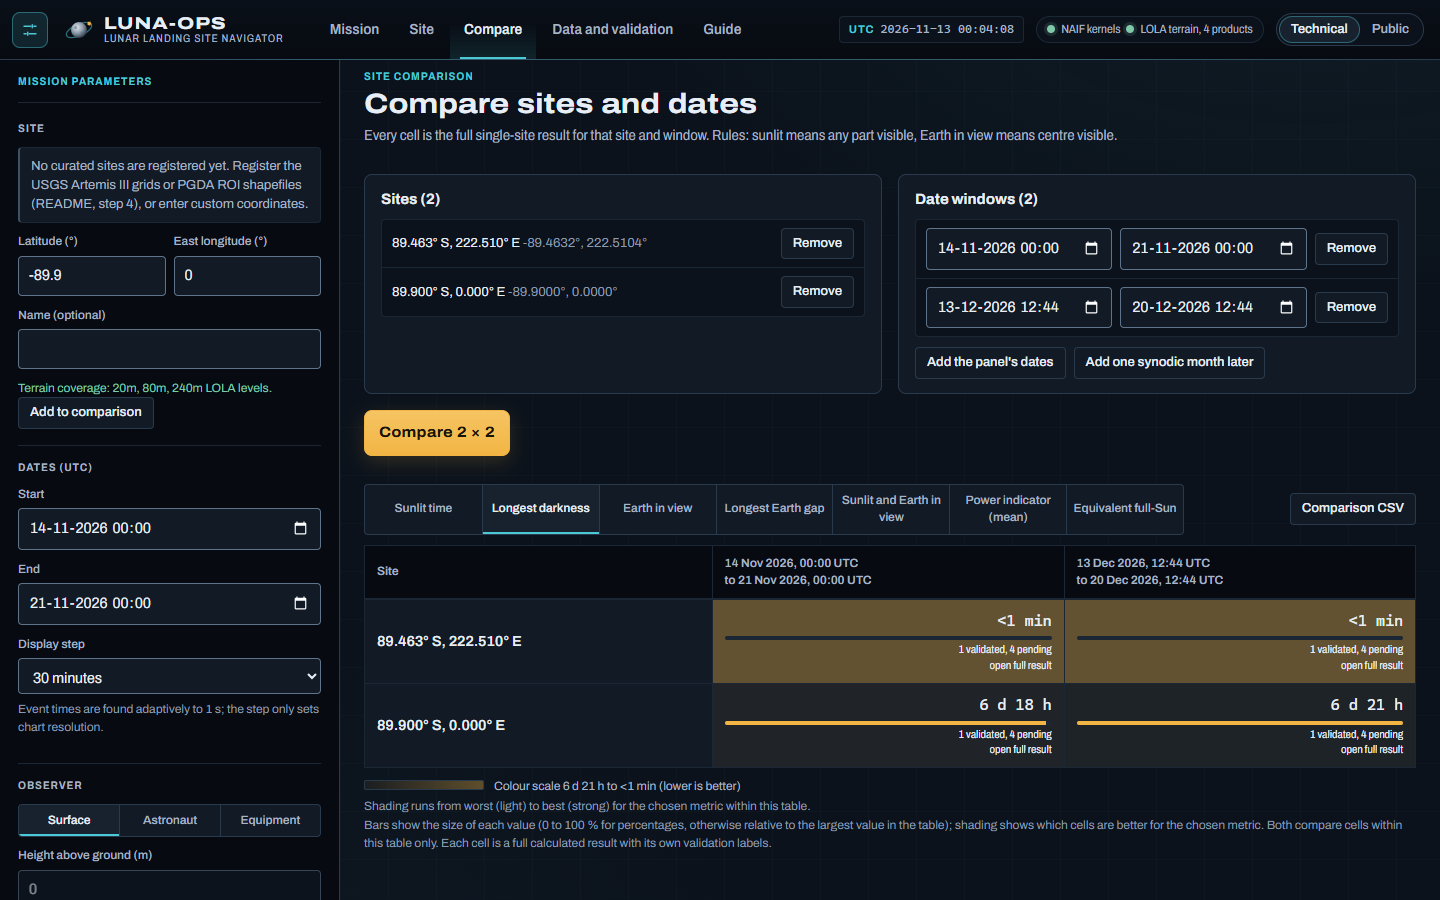 LUNA-OPS
LUNAR LANDING SITE NAVIGATOR
Mission
Site
Compare
Data and validation
Guide
UTC 2026-11-13 00:04:08
NAIF kernels
LOLA terrain, 4 products
Technical
Public
MISSION PARAMETERS
SITE
No curated sites are registered yet. Register the
USGS Artemis III grids or PGDA ROI shapefiles
(README, step 4), or enter custom coordinates.
Latitude (°)
East longitude (°)
-89.9
0
Name (optional)
Terrain coverage: 20m, 80m, 240m LOLA levels.
Add to comparison
DATES (UTC)
Start
14-11-2026 00:00
End
21-11-2026 00:00
Display step
30 minutes
Event times are found adaptively to 1 s; the step only sets
chart resolution.
OBSERVER
Surface
Astronaut
Equipment
Height above ground (m)
0
SITE COMPARISON
Compare sites and dates
Every cell is the full single-site result for that site and window. Rules: sunlit means any part visible, Earth in view means centre visible.
Sites (2)
89.463° S, 222.510° E -89.4632°, 222.5104°
Remove
89.900° S, 0.000° E -89.9000°, 0.0000°
Remove
Date windows (2)
14-11-2026 00:00
21-11-2026 00:00
Remove
13-12-2026 12:44
20-12-2026 12:44
Remove
Add the panel's dates
Add one synodic month later
Compare 2 × 2
Sunlit time
Longest darkness
Earth in view
Longest Earth gap
Sunlit and Earth in
view
Power indicator
(mean)
Equivalent full-Sun
Comparison CSV
Site
14 Nov 2026, 00:00 UTC
to 21 Nov 2026, 00:00 UTC
13 Dec 2026, 12:44 UTC
to 20 Dec 2026, 12:44 UTC
89.463° S, 222.510° E
<1 min
1 validated, 4 pending
open full result
<1 min
1 validated, 4 pending
open full result
89.900° S, 0.000° E
6 d 18 h
1 validated, 4 pending
open full result
6 d 21 h
1 validated, 4 pending
open full result
Colour scale 6 d 21 h to <1 min (lower is better)
Shading runs from worst (light) to best (strong) for the chosen metric within this table.
Bars show the size of each value (0 to 100 % for percentages, otherwise relative to the largest value in the table); shading shows which cells are better for the chosen metric. Both compare cells within
this table only. Each cell is a full calculated result with its own validation labels.